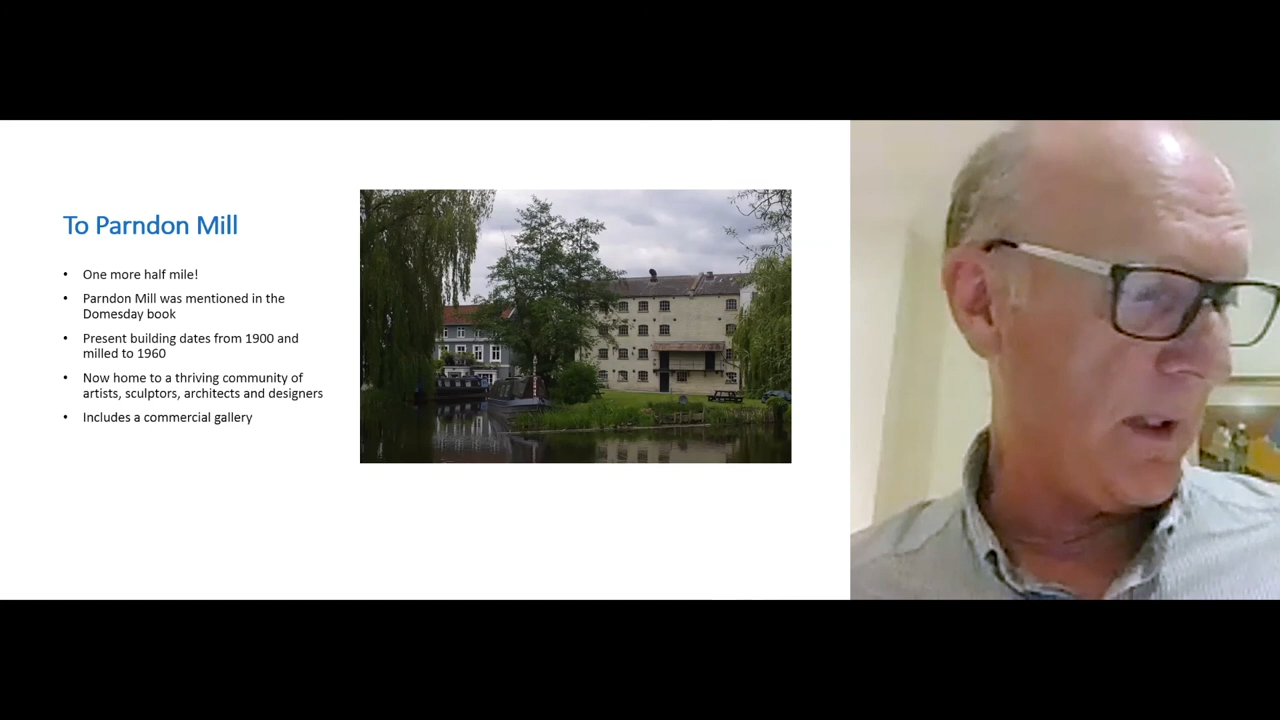 To Parndon Mill
• One more half mile!
• Parndon Mill was mentioned in the
Domesday book
• Present building dates from 1900 and
milled to 1960
• Now home to a thriving community of
artists, sculptors, architects and designers
• Includes a commercial gallery